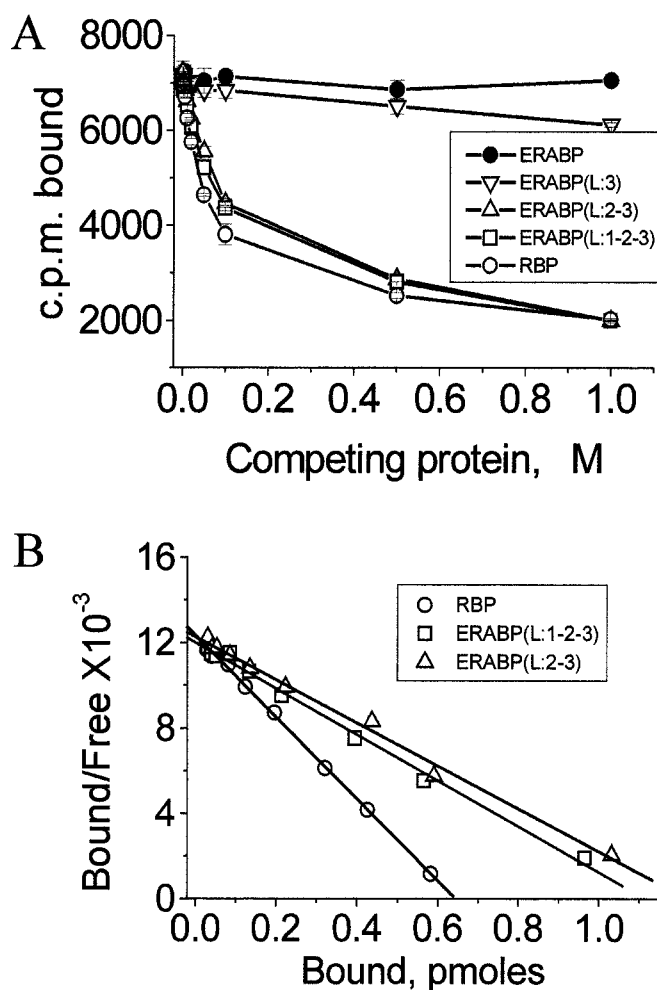 A
8000
6000
4000
2000
c.p.m. bound
ERABP
ERABP(L:3)
ERABP(L:2-3)
ERABP(L:1-2-3)
RBP
0.0 0.2 0.4 0.6 0.8 1.0
Competing protein, M
B
16
12
8
4
0
Bound/Free X10⁻³
RBP
ERABP(L:1-2-3)
ERABP(L:2-3)
0.0 0.2 0.4 0.6 0.8 1.0
Bound, pmoles